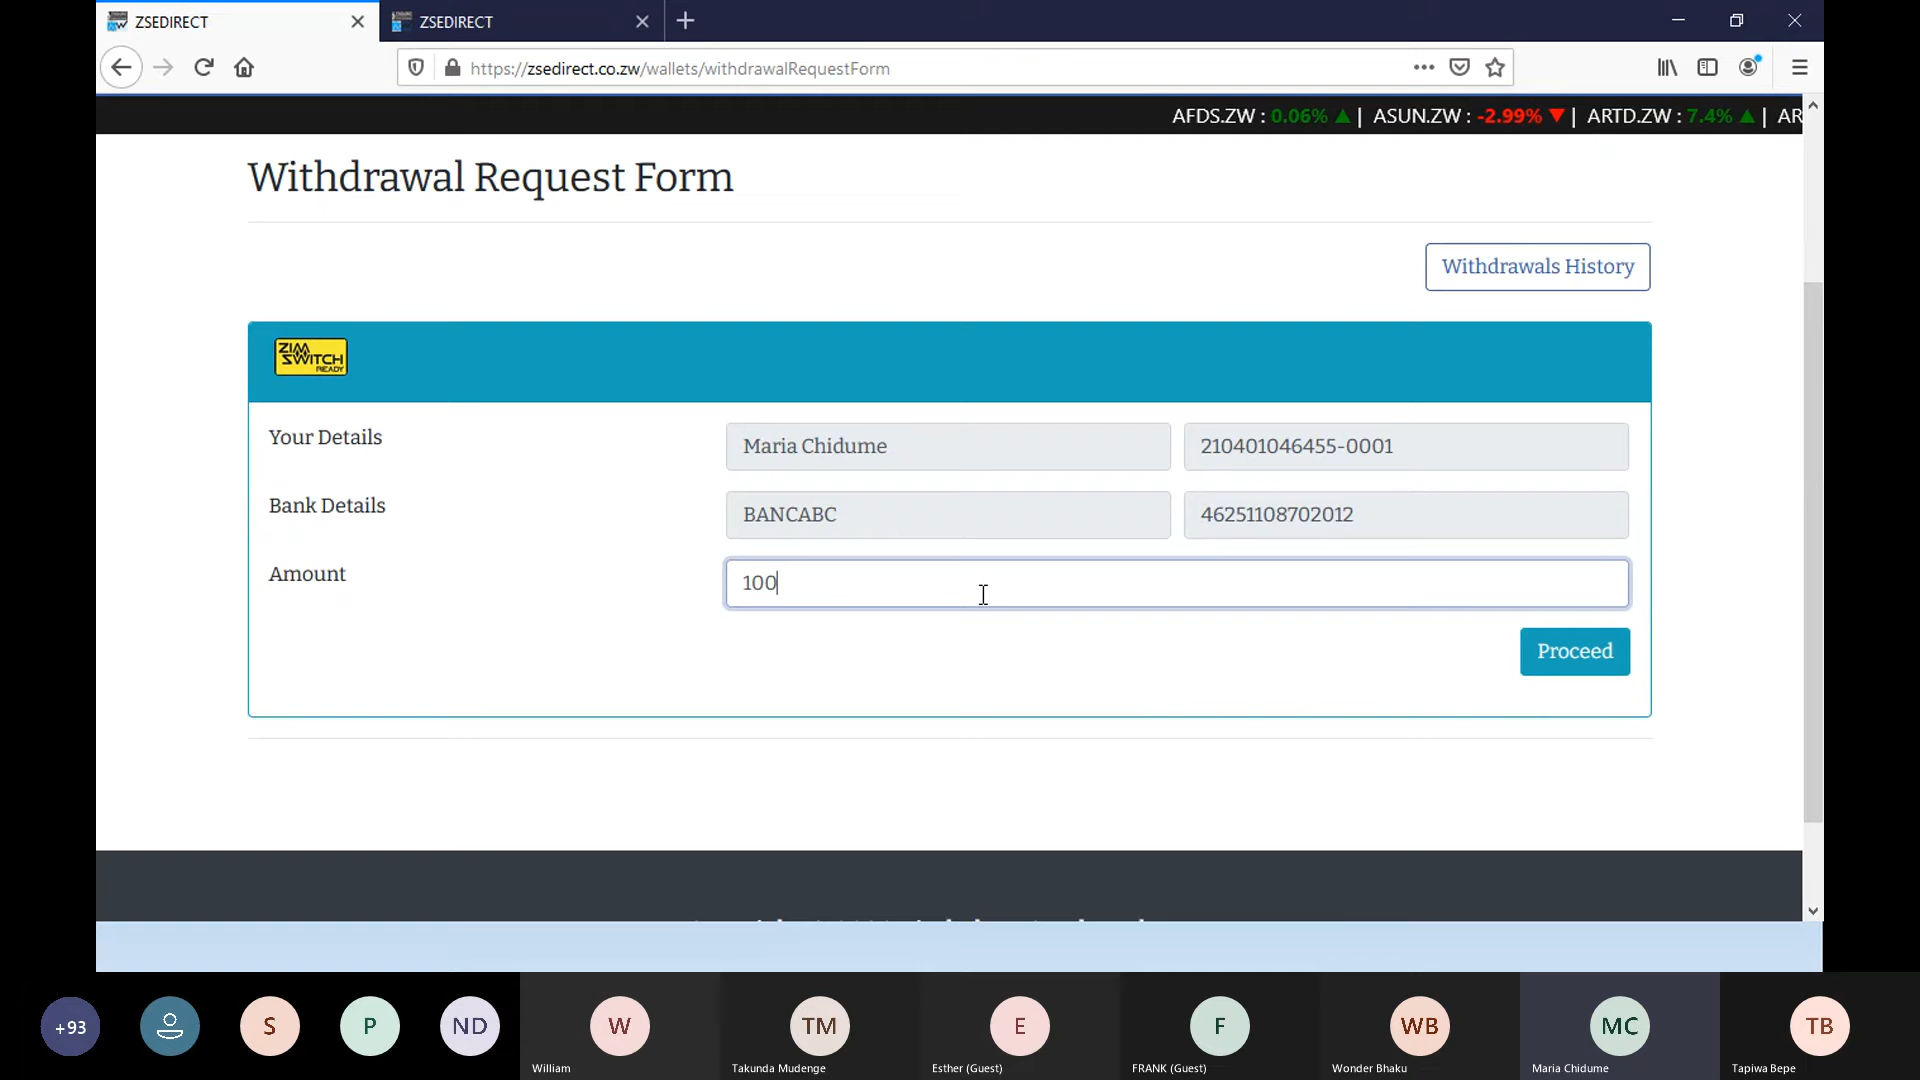 ZSEDIRECT
ZSEDIRECT
https://zsedirect.co.zw/wallets/withdrawalRequestForm
AFDS.ZW : 0.06% ▲ | ASUN.ZW : -2.99% ▼ | ARTD.ZW : 7.4% ▲ | AR
Withdrawal Request Form
Withdrawals History
ZIM SWITCH READY
Your Details
Maria Chidume
210401046455-0001
Bank Details
BANCABC
46251108702012
Amount
100
Proceed
+93
S
P
ND
W
TM
E
F
WB
MC
TB
William
Takunda Mudenge
Esther (Guest)
FRANK (Guest)
Wonder Bhaku
Maria Chidume
Tapiwa Bepe